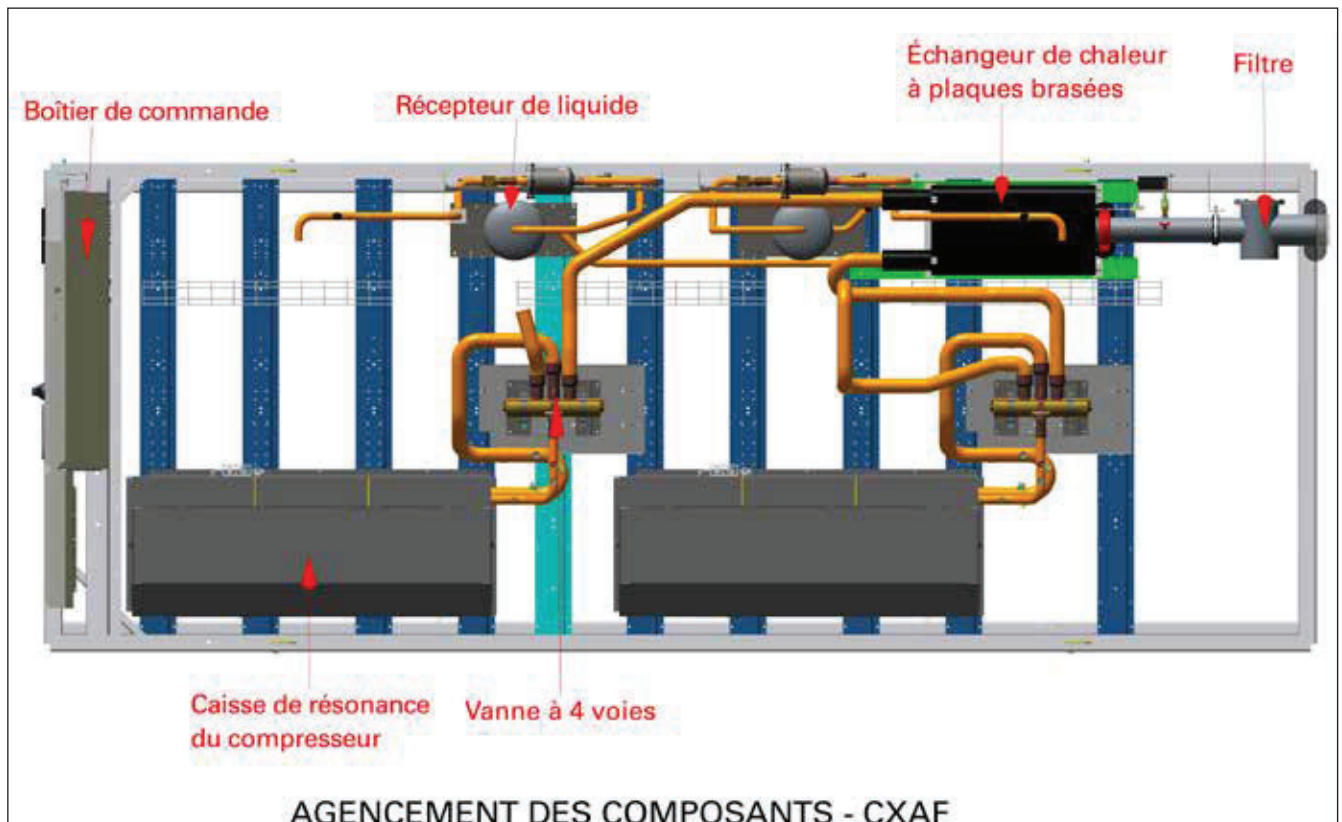 Échangeur de chaleur
à plaques brasées
Filtre
Récepteur de liquide
Boîtier de commande
Caisse de résonance
du compresseur
Vanne à 4 voies
AGENCEMENT DES COMPOSANTS - CXAF